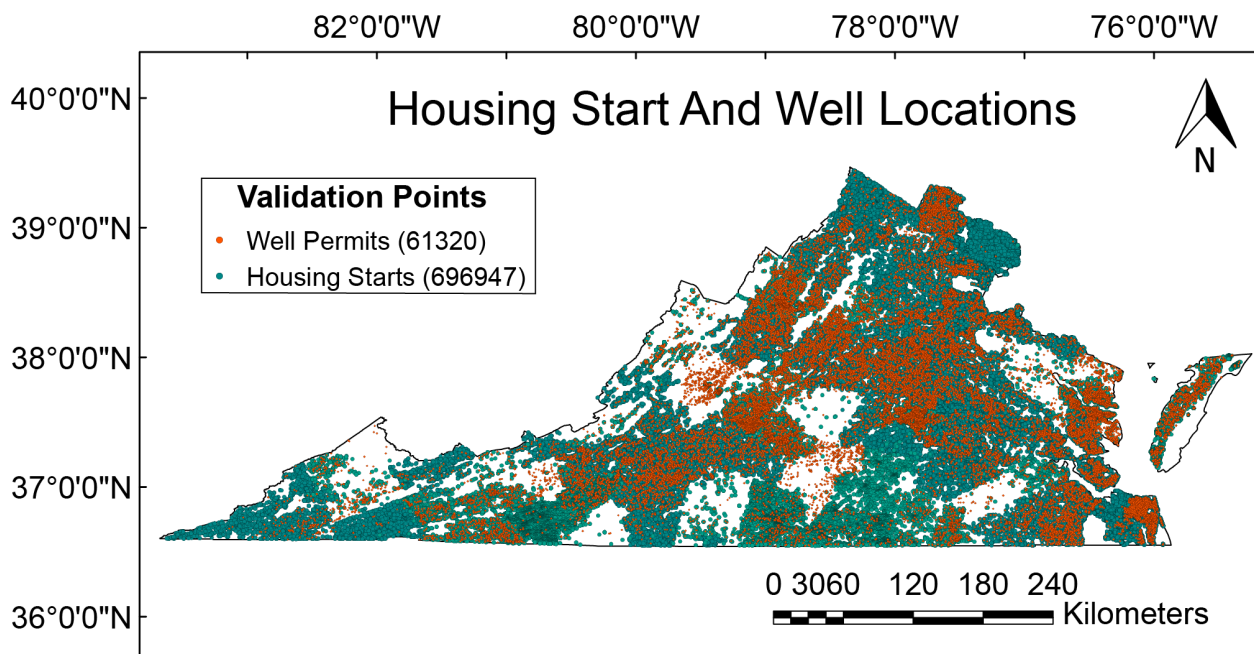 82°0'0"W 80°0'0"W 78°0'0"W 76°0'0"W
40°0'0"N
Housing Start And Well Locations
N
Validation Points
Well Permits (61320)
Housing Starts (696947)
39°0'0"N
38°0'0"N
37°0'0"N
36°0'0"N
0 3060 120 180 240
Kilometers